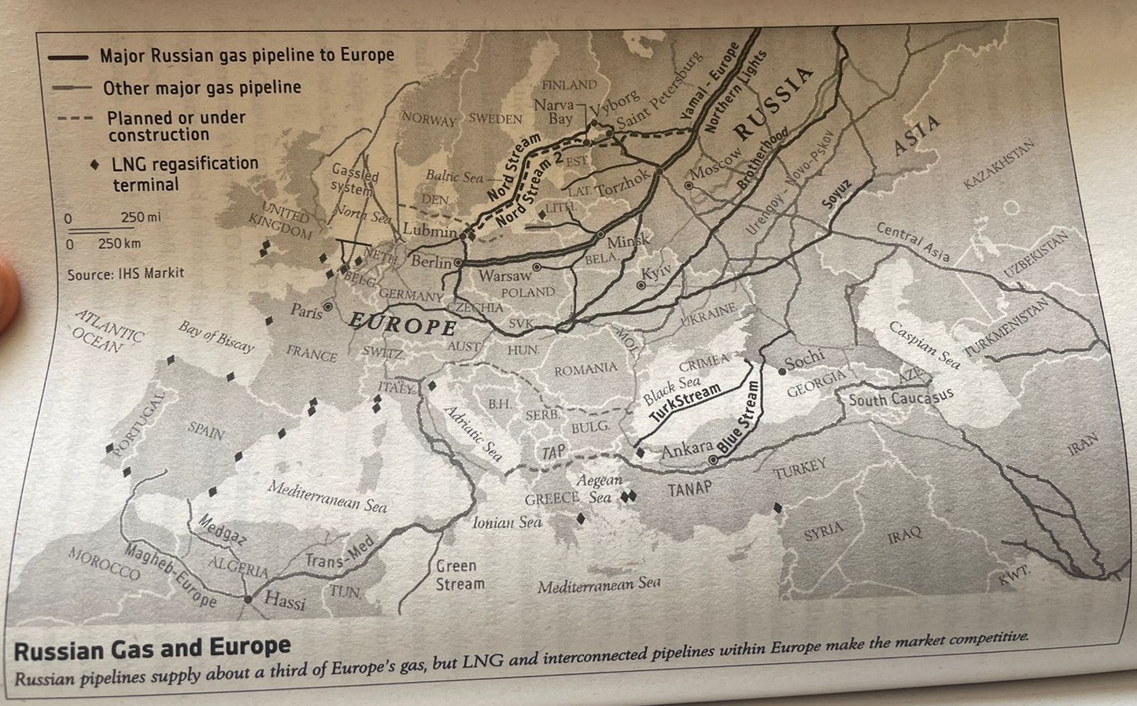 Major Russian gas pipeline to Europe
Other major gas pipeline
Planned or under
construction
LNG regasification
terminal
0 250 mi
0 250 km
Source: IHS Markit
NORWAY
SWEDEN
FINLAND
Narva
Bay
Vyborg
Saint Petersburg
Yamal - Europe
Northern Lights
RUSSIA
ASIA
KAZAKHSTAN
Gassled
system
North Sea
Baltic Sea
Nord Stream
Nord Stream 2
EST.
LAT.
LITH.
Torzhok
Moscow
Brotherhood
Novo-Pskov
Urengoy
Soyuz
Central Asia
UZBEKISTAN
TURKMENISTAN
UNITED
KINGDOM
DEN.
Lubmin
Berlin
NETH.
BELG.
GERMANY
Warsaw
POLAND
Minsk
BELA.
Kyiv
UKRAINE
CZECHIA
SVK.
Paris
EUROPE
ATLANTIC
OCEAN
Bay of Biscay
FRANCE
SWITZ.
AUST.
HUN.
MOL.
ROMANIA
CRIMEA
Black Sea
TurkStream
Blue Stream
Sochi
GEORGIA
AZE.
Caspian Sea
South Caucasus
ITALY
B.H.
SERB.
BULG.
Adriatic Sea
PORTUGAL
SPAIN
TAP
Ankara
TANAP
TURKEY
IRAN
Aegean
Sea
GREECE
Ionian Sea
Mediterranean Sea
SYRIA
IRAQ
KWT.
Medgaz
Magheb-Europe
MOROCCO
ALGERIA
Trans-Med
TUN.
Hassi
Green
Stream
Mediterranean Sea
Russian Gas and Europe
Russian pipelines supply about a third of Europe's gas, but LNG and interconnected pipelines within Europe make the market competitive.